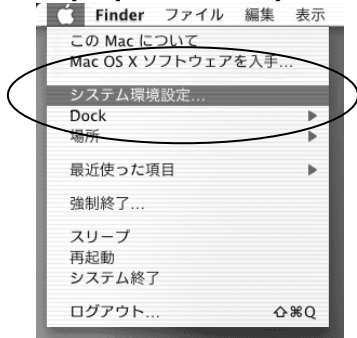 Finder ファイル 編集 表示
この Mac について
Mac OS X ソフトウェアを入手...
システム環境設定...
Dock ▶
場所 ▶
最近使った項目 ▶
強制終了...
スリープ
再起動
システム終了
ログアウト... ⇧⌘Q